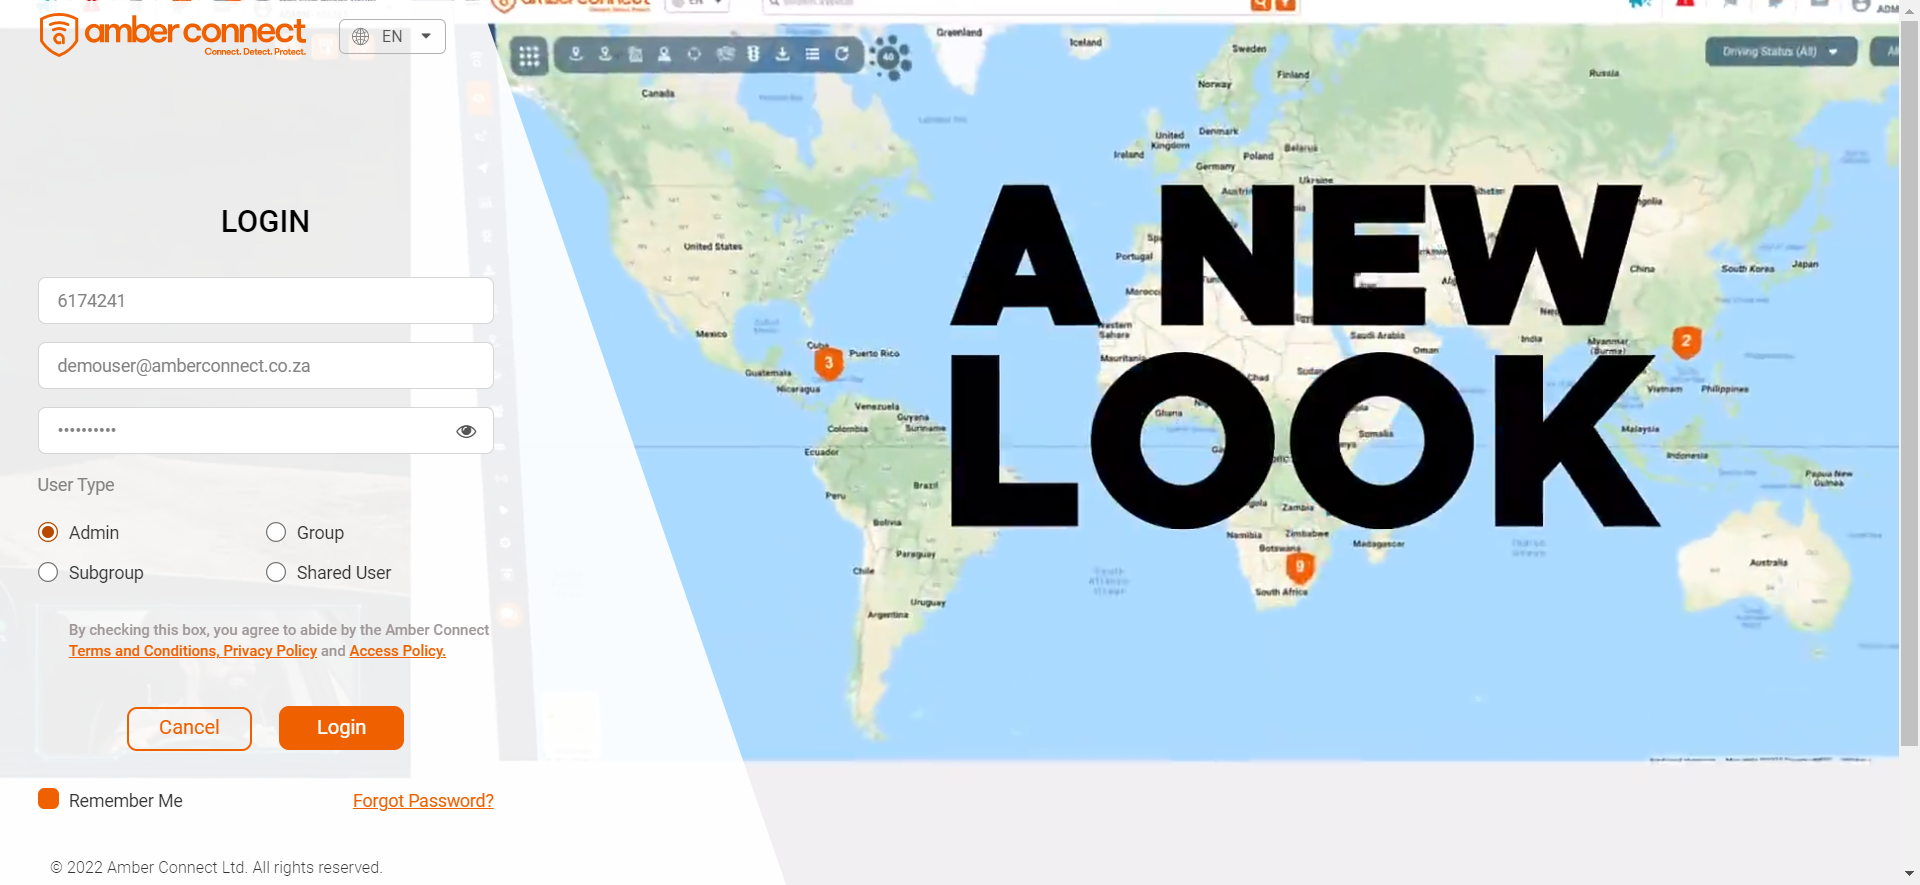 amber connect
Connect. Detect. Protect.
EN
LOGIN
6174241
demouser@amberconnect.co.za
••••••••••
User Type
Admin
Group
Subgroup
Shared User
By checking this box, you agree to abide by the Amber Connect
Terms and Conditions, Privacy Policy and Access Policy.
Cancel
Login
Remember Me
Forgot Password?
© 2022 Amber Connect Ltd. All rights reserved.
40
Driving Status (All)
A NEW
LOOK
Greenland
Iceland
Sweden
Finland
Norway
Russia
Canada
United
Kingdom
Denmark
Ireland
Poland
Belarus
Germany
Ukraine
United States
Portugal
China
South Korea
Japan
Mexico
Cuba
Puerto Rico
3
2
Western
Sahara
Saudi Arabia
Oman
India
Myanmar
(Burma)
Guatemala
Nicaragua
Vietnam
Philippines
Venezuela
Guyana
Colombia
Suriname
Ghana
Chad
Somalia
Malaysia
Ecuador
Indonesia
Brazil
Peru
Papua New
Guinea
Bolivia
Zambia
Namibia
Zimbabwe
Botswana
Madagascar
Paraguay
Chile
9
South Africa
Australia
Uruguay
Argentina